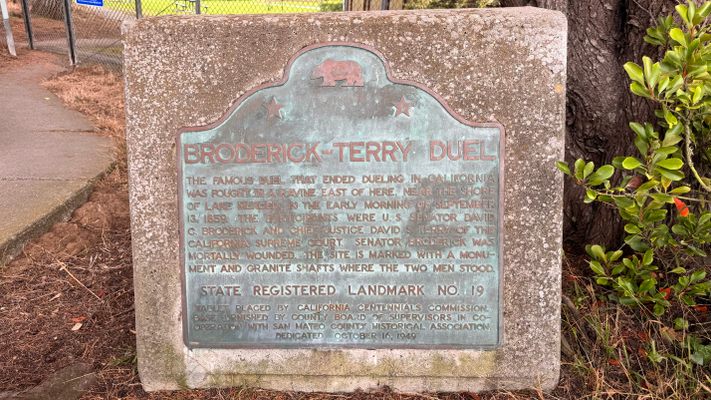 BRODERICK-TERRY DUEL
THE FAMOUS DUEL THAT ENDED DUELING IN CALIFORNIA
WAS FOUGHT IN A RAVINE EAST OF HERE, NEAR THE SHORE
OF LAKE MERCED IN THE EARLY MORNING OF SEPTEMBER
13, 1859. THE PARTICIPANTS WERE U.S. SENATOR DAVID
C. BRODERICK AND CHIEF JUSTICE DAVID S. TERRY OF THE
CALIFORNIA SUPREME COURT. SENATOR BRODERICK WAS
MORTALLY WOUNDED. THE SITE IS MARKED WITH A MONU-
MENT AND GRANITE SHAFTS WHERE THE TWO MEN STOOD.
STATE REGISTERED LANDMARK NO. 19
TABLET PLACED BY CALIFORNIA CENTENNIALS COMMISSION.
BASE FURNISHED BY COUNTY BOARD OF SUPERVISORS IN CO-
OPERATION WITH SAN MATEO COUNTY HISTORICAL ASSOCIATION.
DEDICATED OCTOBER 16, 1949